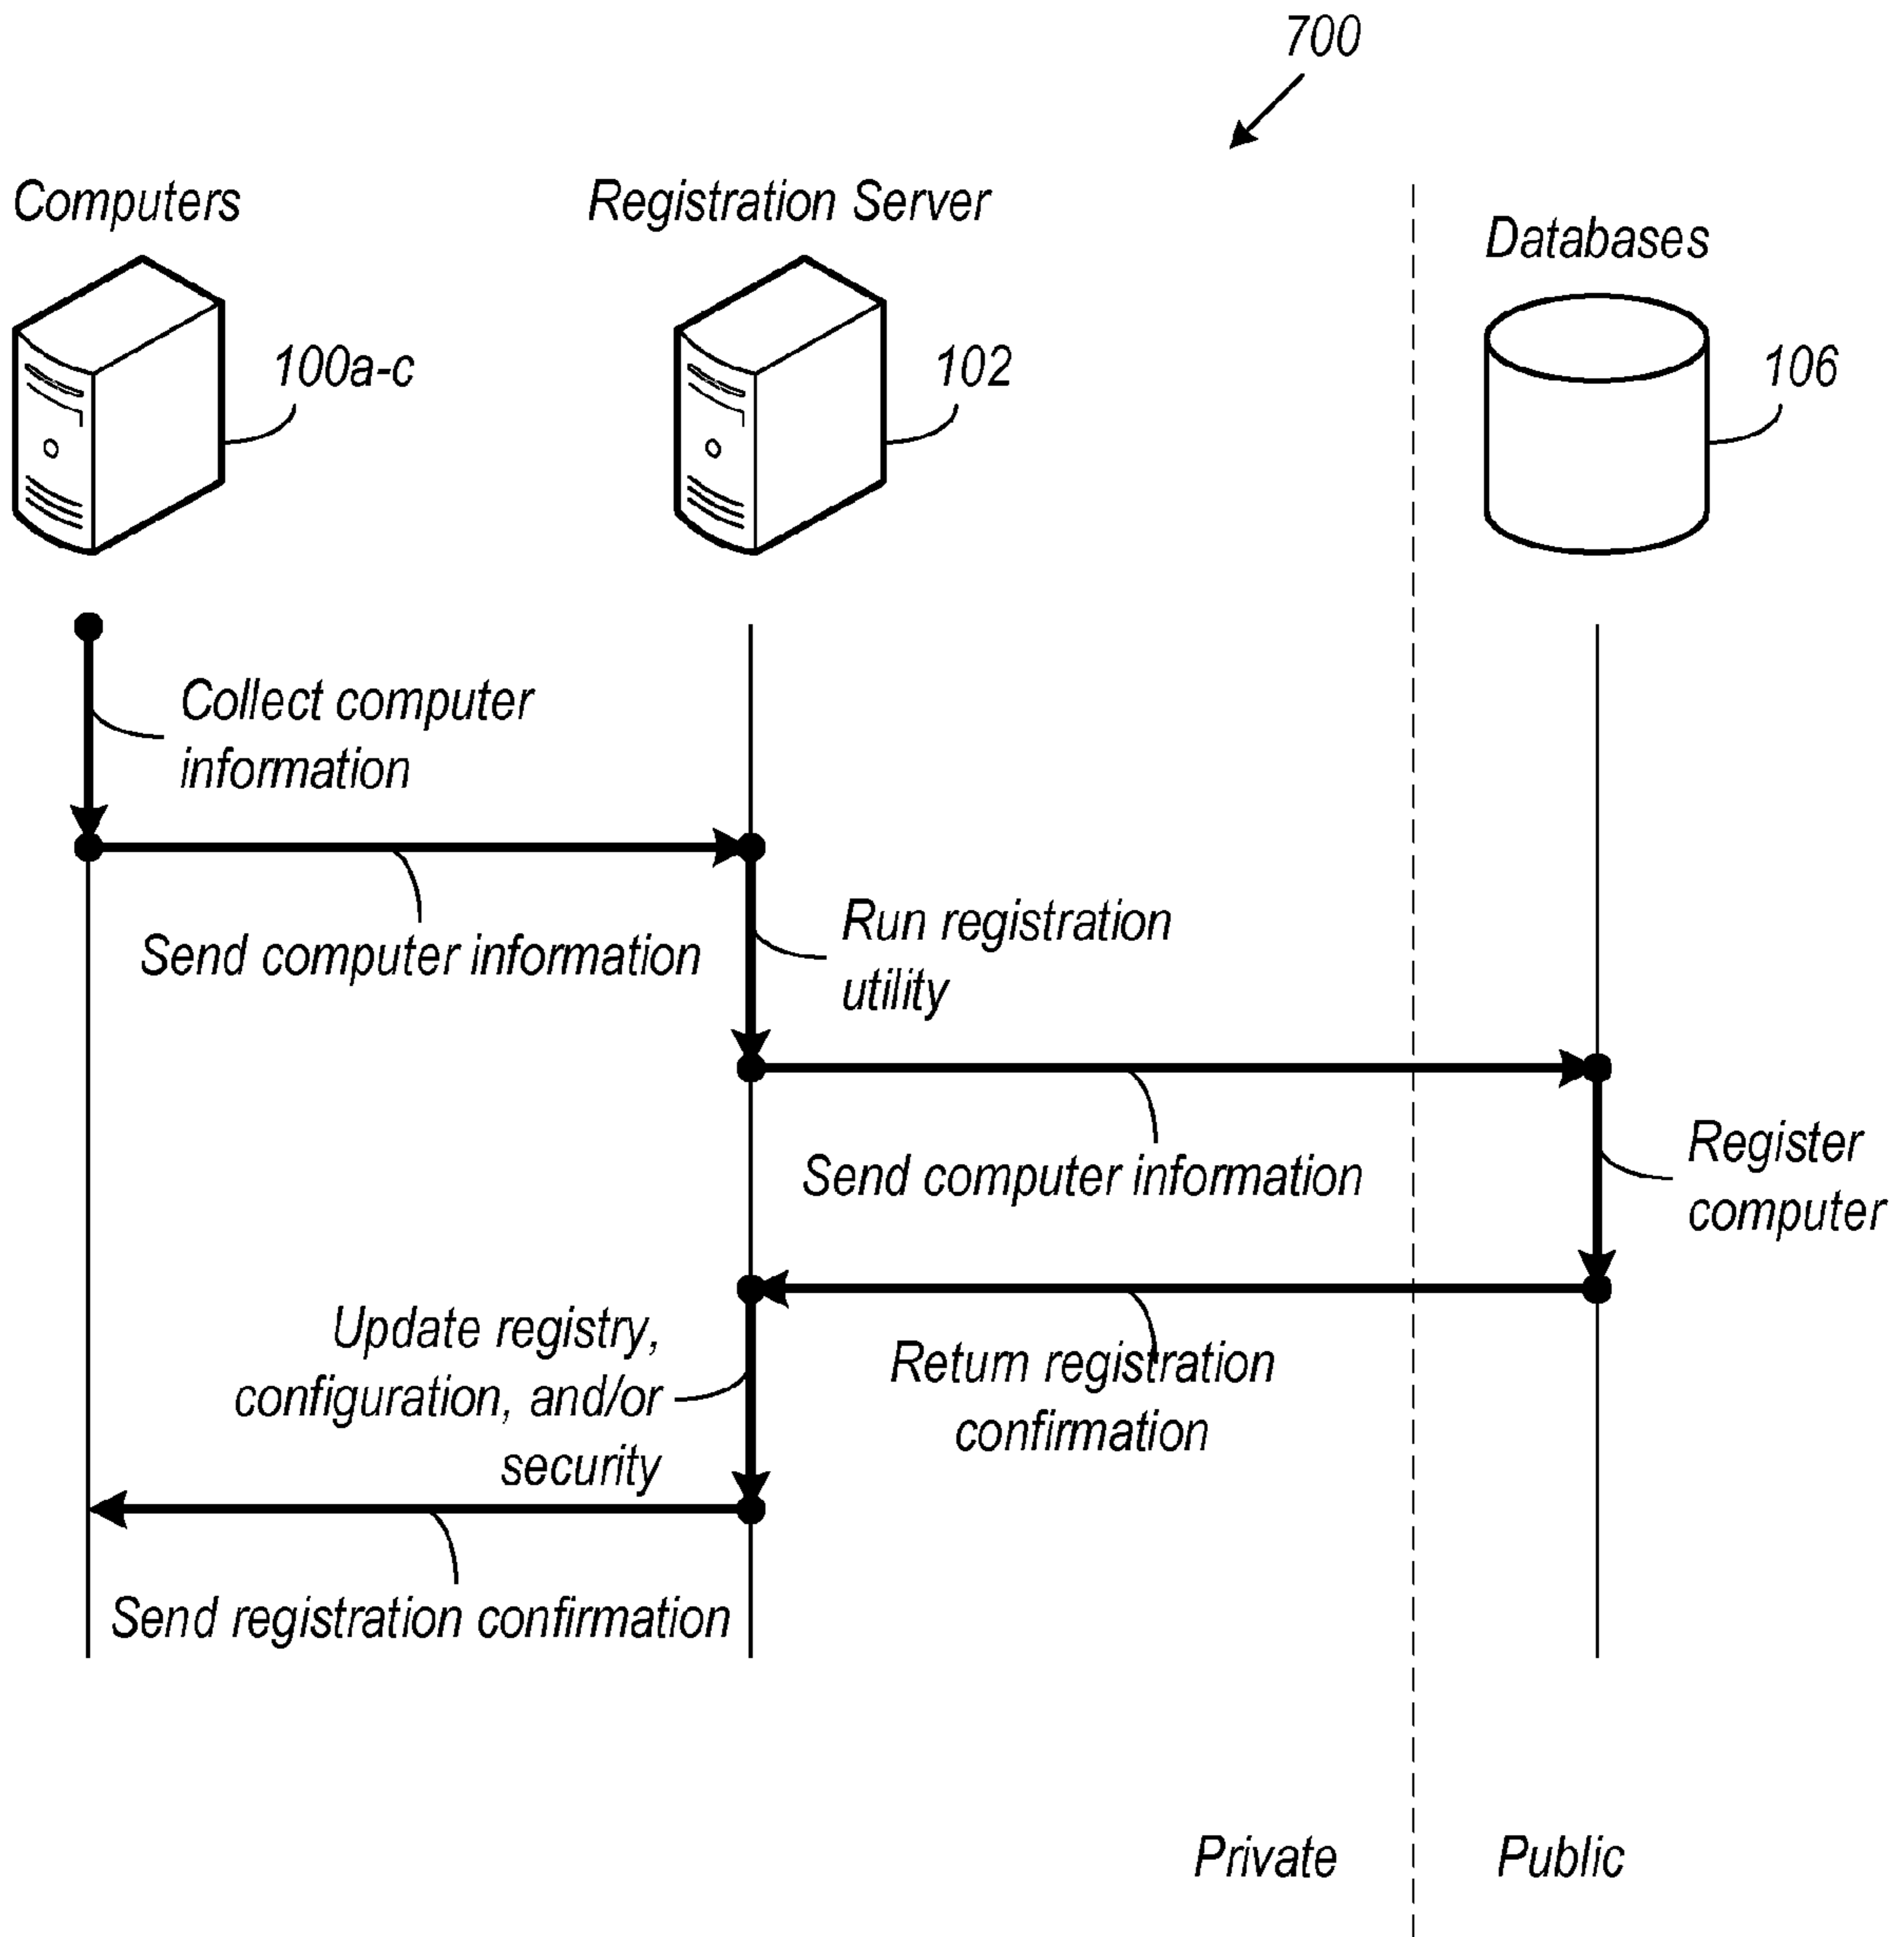 700
Computers
Registration Server
Databases
100a-c
102
106
Collect computer
information
Send computer information
Run registration
utility
Send computer information
Register
computer
Update registry,
configuration, and/or
security
Return registration
confirmation
Send registration confirmation
Private
Public